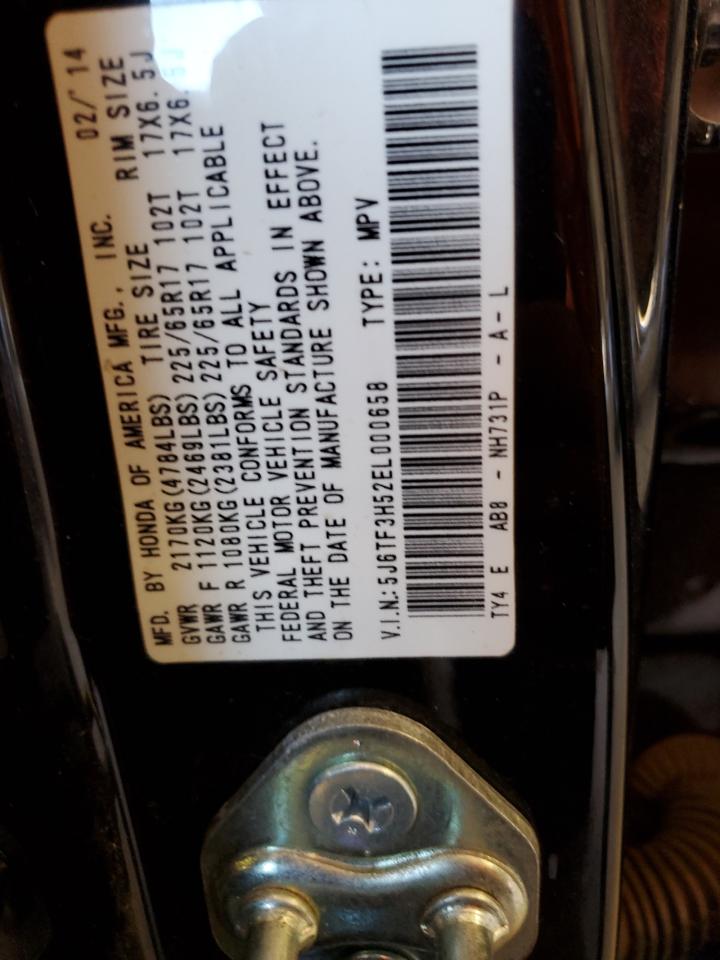 MFD. BY HONDA OF AMERICA MFG., INC. 02/'14
GVWR 2170KG(4784LBS) TIRE SIZE RIM SIZE
GAWR F 1120KG(2469LBS) 225/65R17 102T 17X6.5J
GAWR R 1080KG(2381LBS) 225/65R17 102T 17X6.5J
THIS VEHICLE CONFORMS TO ALL APPLICABLE
FEDERAL MOTOR VEHICLE SAFETY
AND THEFT PREVENTION STANDARDS IN EFFECT
ON THE DATE OF MANUFACTURE SHOWN ABOVE.
V.I.N.:5J6TF3H52EL000658 TYPE: MPV
TY4 E AB8 - NH731P - A - L